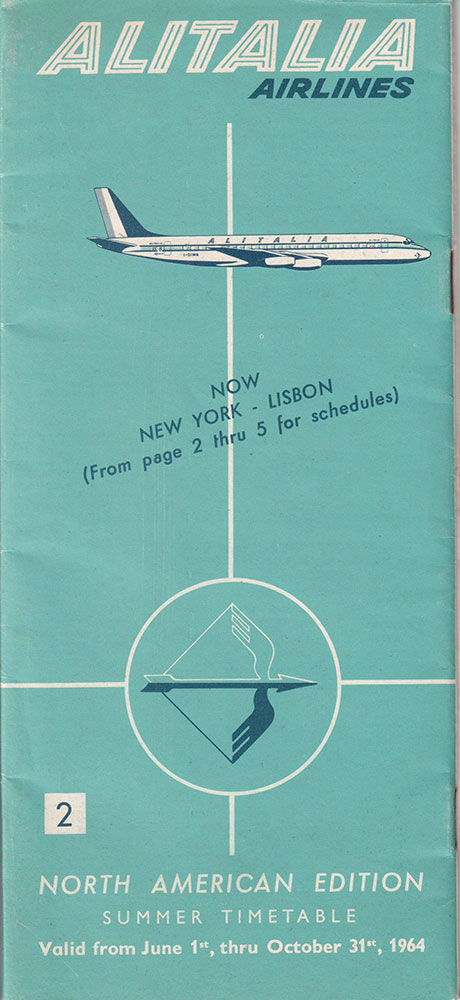 ALITALIA
AIRLINES
ALITALIA
NOW
NEW YORK - LISBON
(From page 2 thru 5 for schedules)
2
NORTH AMERICAN EDITION
SUMMER TIMETABLE
Valid from June 1st, thru October 31st, 1964